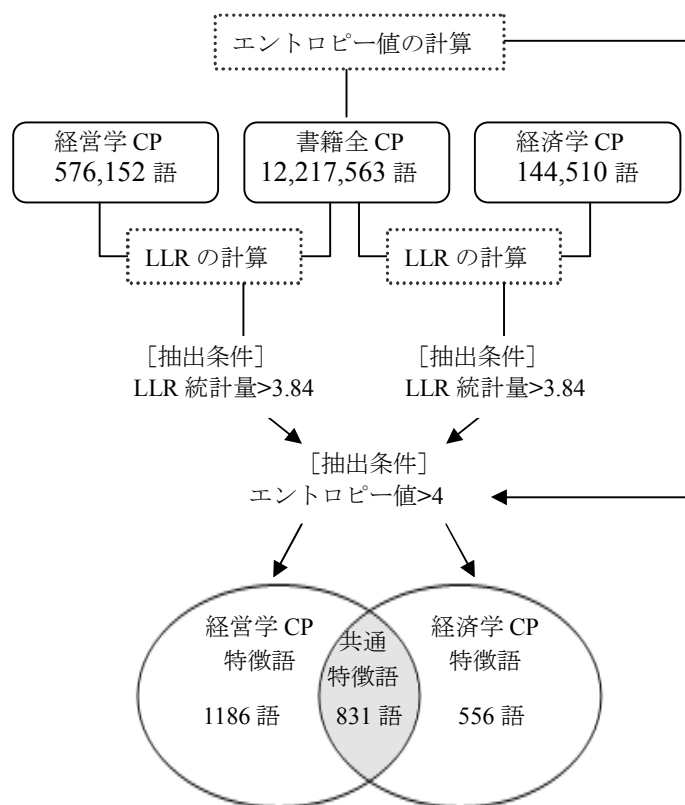 エントロピー値の計算
経営学 CP
576,152 語
書籍全 CP
12,217,563 語
経済学 CP
144,510 語
LLR の計算
LLR の計算
［抽出条件］
LLR 統計量>3.84
［抽出条件］
LLR 統計量>3.84
［抽出条件］
エントロピー値>4
経営学 CP
特徴語
1186 語
共通
特徴語
831 語
経済学 CP
特徴語
556 語